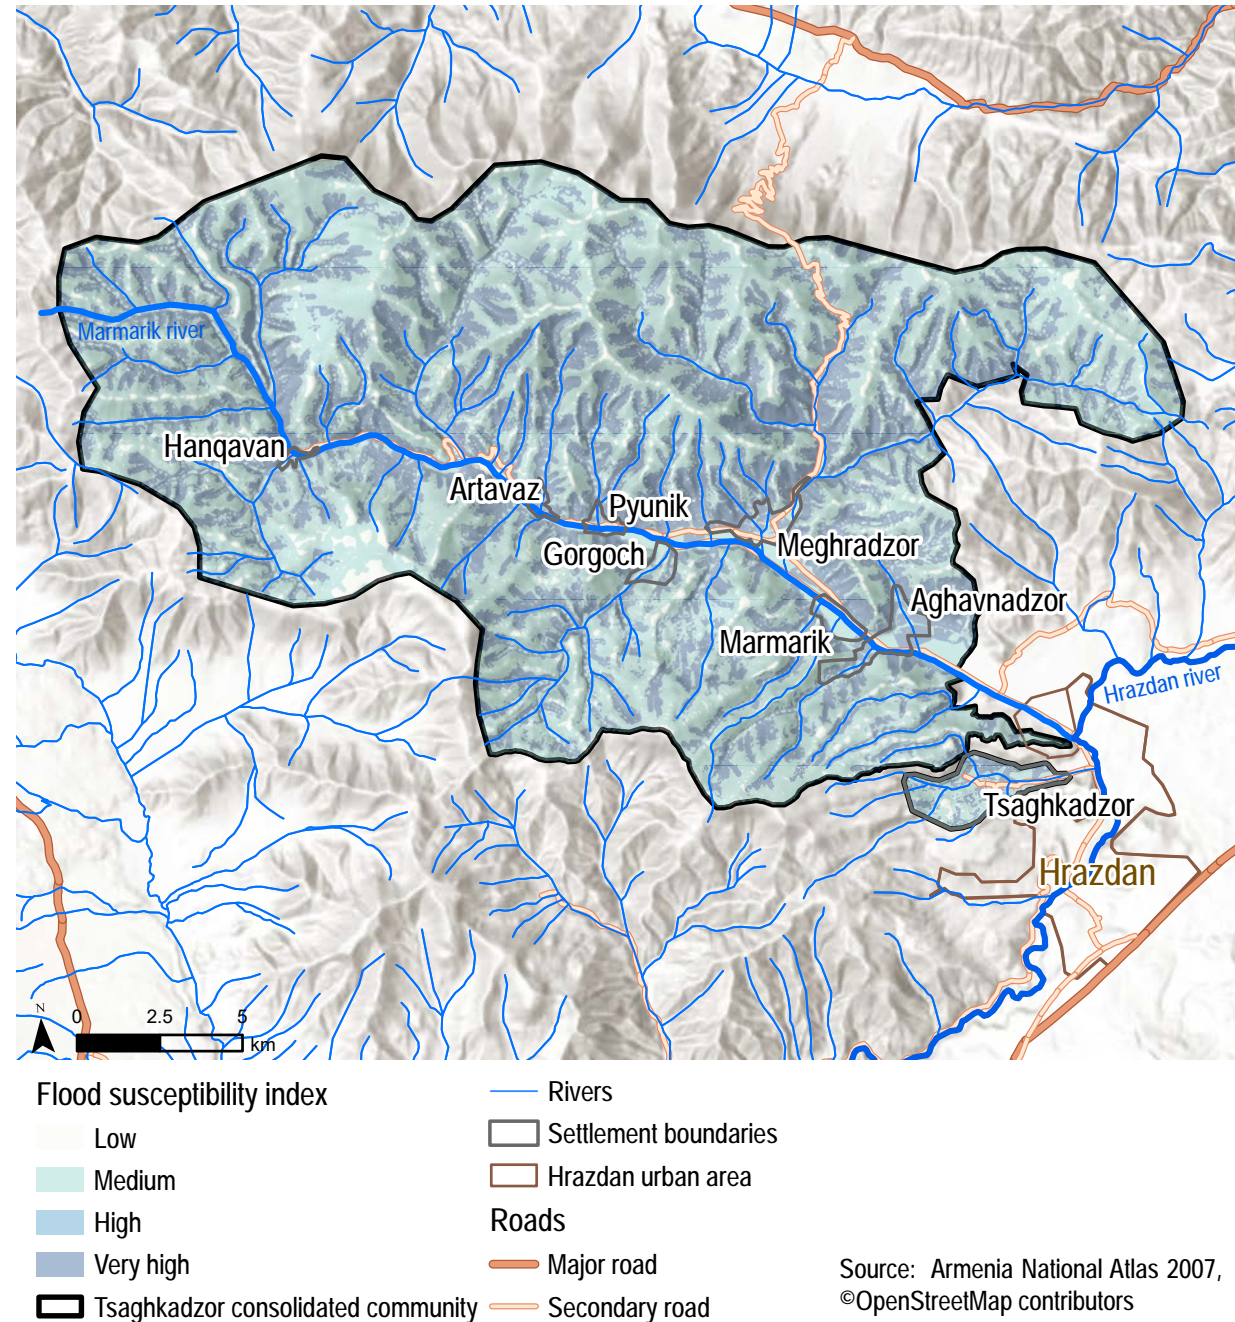 Marmarik river
Hanqavan
Artavaz
Pyunik
Gorgoch
Meghradzor
Aghavnadzor
Marmarik
Hrazdan river
Tsaghkadzor
Hrazdan
N
0 2.5 5
km
Flood susceptibility index
Low
Medium
High
Very high
Tsaghkadzor consolidated community
Rivers
Settlement boundaries
Hrazdan urban area
Roads
Major road
Secondary road
Source: Armenia National Atlas 2007,
©OpenStreetMap contributors